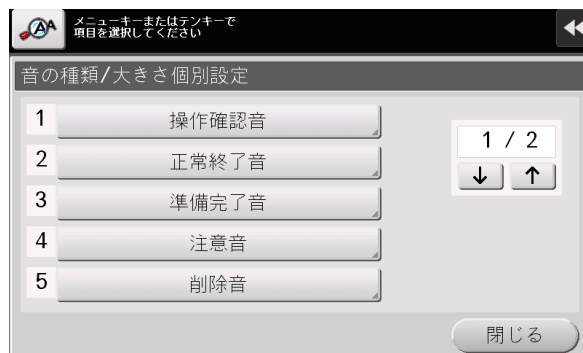 メニューキーまたはテンキーで
項目を選択してください
音の種類/大きさ個別設定
1 操作確認音
2 正常終了音
3 準備完了音
4 注意音
5 削除音
1 / 2
↓ ↑
閉じる